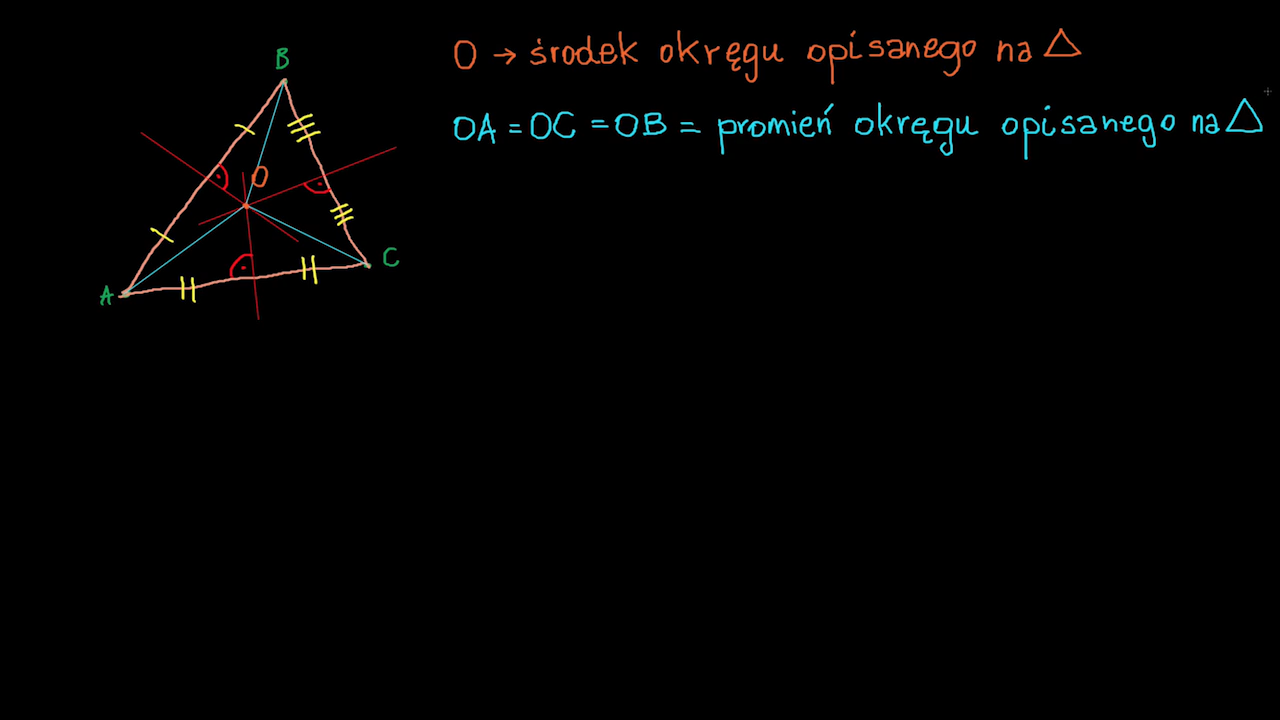 B
O → środek okręgu opisanego na △
OA = OC = OB = promień okręgu opisanego na △
O
C
A